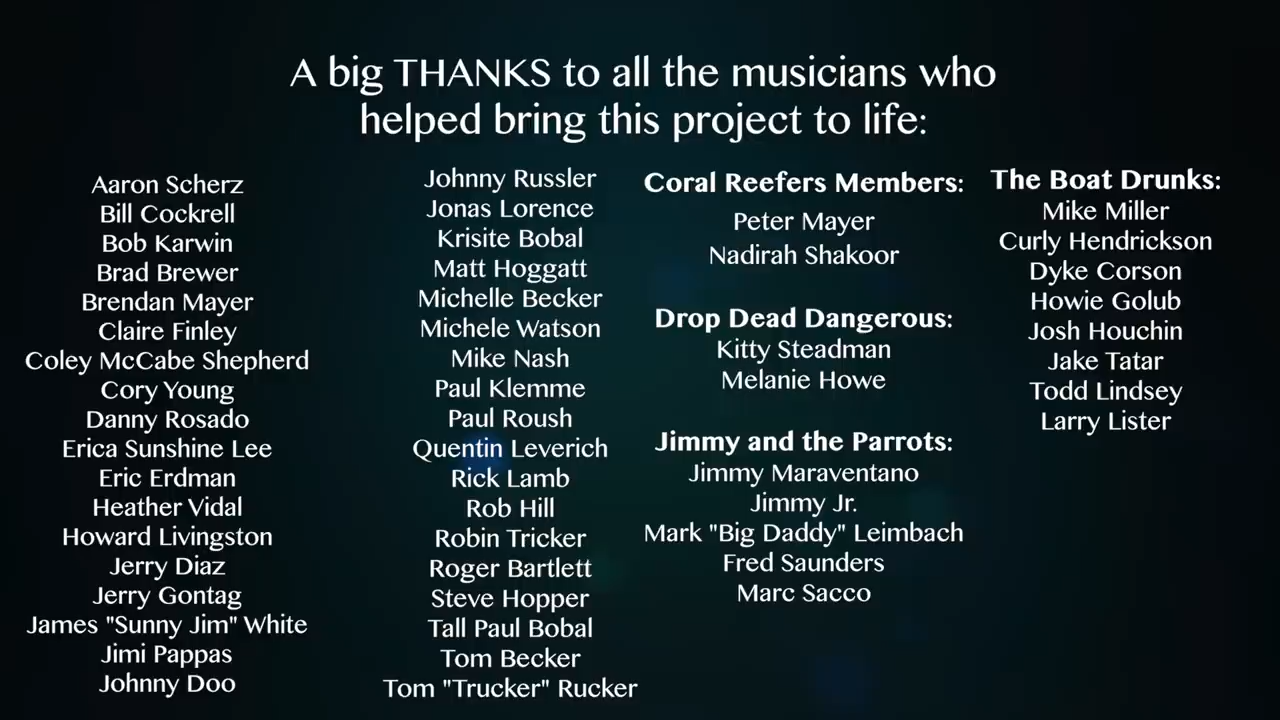 A big THANKS to all the musicians who
helped bring this project to life:
Aaron Scherz
Bill Cockrell
Bob Karwin
Brad Brewer
Brendan Mayer
Claire Finley
Coley McCabe Shepherd
Cory Young
Danny Rosado
Erica Sunshine Lee
Eric Erdman
Heather Vidal
Howard Livingston
Jerry Diaz
Jerry Gontag
James "Sunny Jim" White
Jimi Pappas
Johnny Doo
Johnny Russler
Jonas Lorence
Krisite Bobal
Matt Hoggatt
Michelle Becker
Michele Watson
Mike Nash
Paul Klemme
Paul Roush
Quentin Leverich
Rick Lamb
Rob Hill
Robin Tricker
Roger Bartlett
Steve Hopper
Tall Paul Bobal
Tom Becker
Tom "Trucker" Rucker
Coral Reefers Members:
Peter Mayer
Nadirah Shakoor
Drop Dead Dangerous:
Kitty Steadman
Melanie Howe
Jimmy and the Parrots:
Jimmy Maraventano
Jimmy Jr.
Mark "Big Daddy" Leimbach
Fred Saunders
Marc Sacco
The Boat Drunks:
Mike Miller
Curly Hendrickson
Dyke Corson
Howie Golub
Josh Houchin
Jake Tatar
Todd Lindsey
Larry Lister